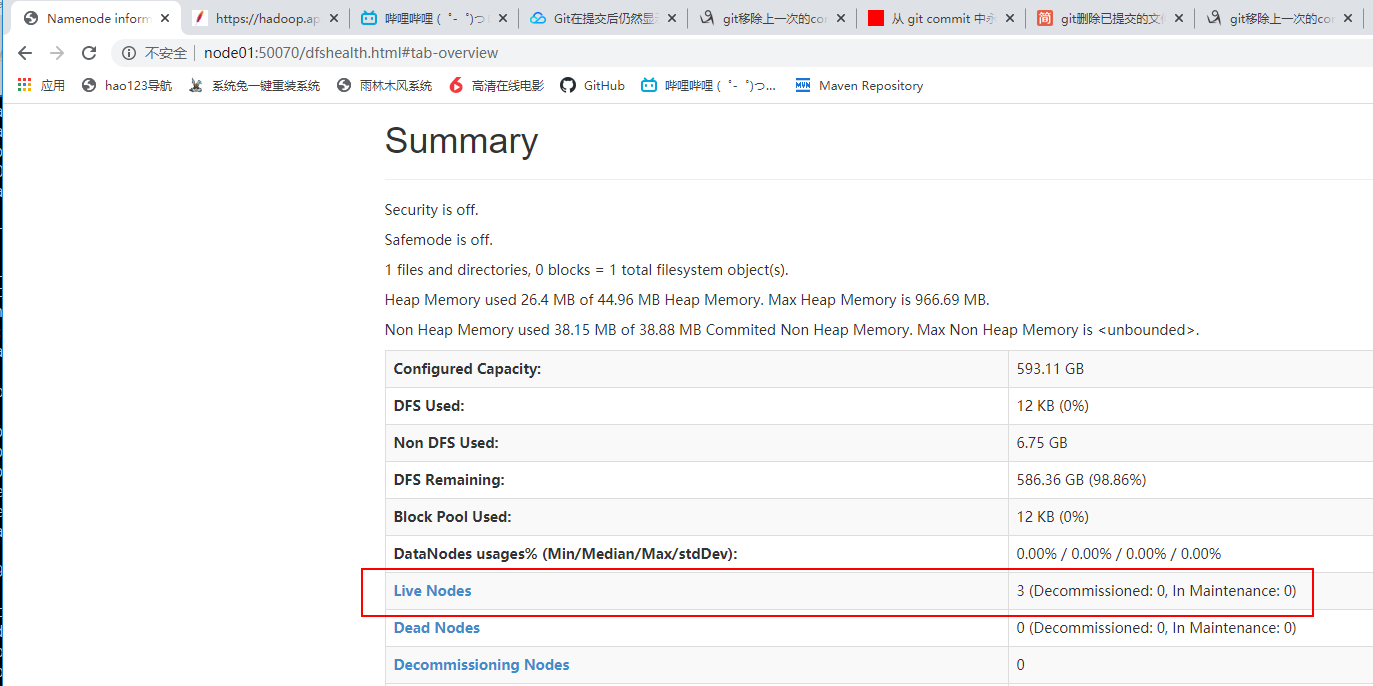 Namenode inform
https://hadoop.ap
哔哩哔哩 ( ゜- ゜)つ
Git在提交后仍然显
git移除上一次的co
从 git commit 中永
简
git删除已提交的文件
git移除上一次的co
不安全 node01:50070/dfshealth.html#tab-overview
应用
hao123导航
系统兔一键重装系统
雨林木风系统
高清在线电影
GitHub
哔哩哔哩 ( ゜- ゜)つ...
MVN
Maven Repository
Summary
Security is off.
Safemode is off.
1 files and directories, 0 blocks = 1 total filesystem object(s).
Heap Memory used 26.4 MB of 44.96 MB Heap Memory. Max Heap Memory is 966.69 MB.
Non Heap Memory used 38.15 MB of 38.88 MB Commited Non Heap Memory. Max Non Heap Memory is <unbounded>.
Configured Capacity: 593.11 GB
DFS Used: 12 KB (0%)
Non DFS Used: 6.75 GB
DFS Remaining: 586.36 GB (98.86%)
Block Pool Used: 12 KB (0%)
DataNodes usages% (Min/Median/Max/stdDev): 0.00% / 0.00% / 0.00% / 0.00%
Live Nodes 3 (Decommissioned: 0, In Maintenance: 0)
Dead Nodes 0 (Decommissioned: 0, In Maintenance: 0)
Decommissioning Nodes 0